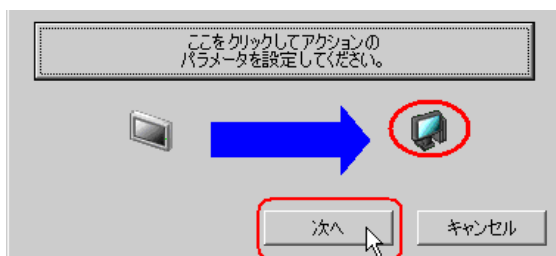 ここをクリックしてアクションの
パラメータを設定してください。
次へ
キャンセル